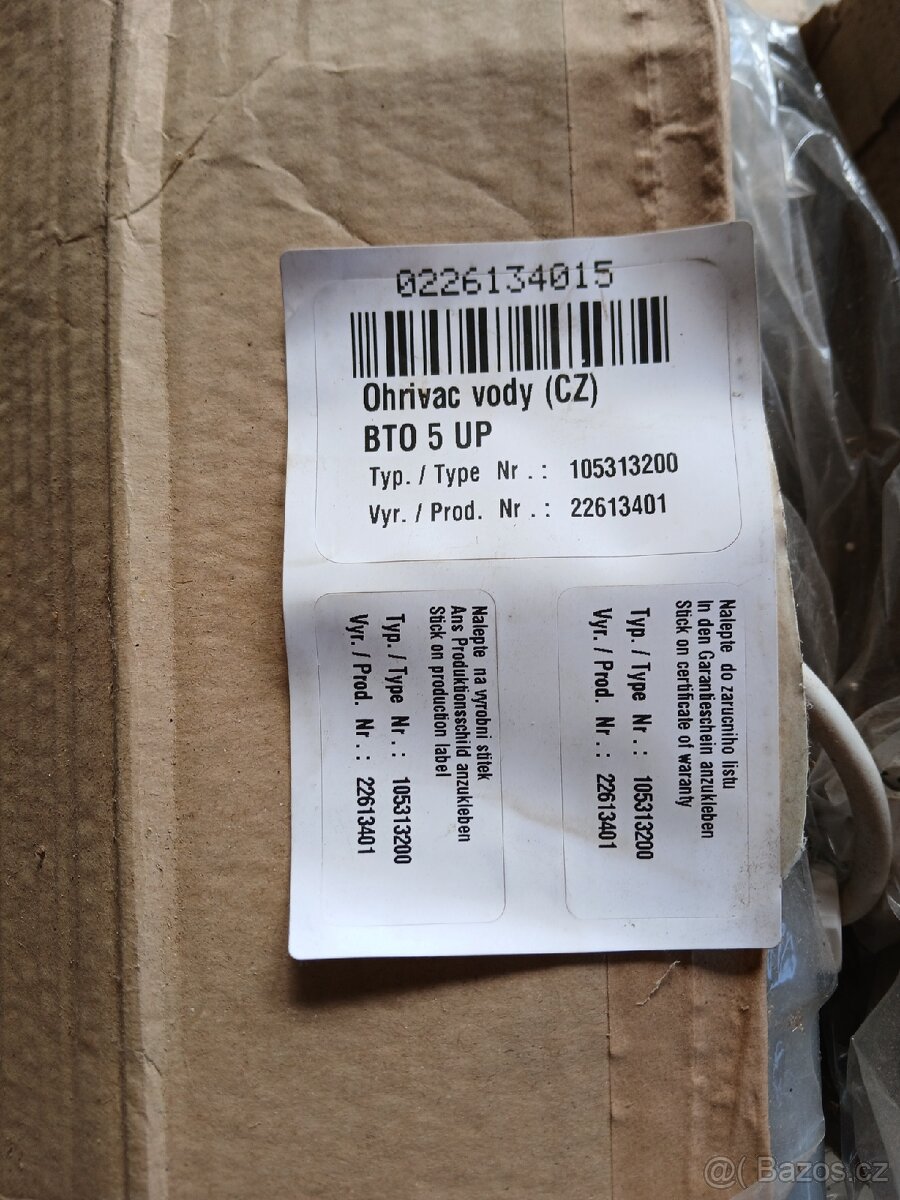 0226134015
Ohrivac vody (CZ)
BTO 5 UP
Typ. / Type Nr . : 105313200
Vyr. / Prod. Nr . : 22613401
Nalepte na vyrobni stitek
Ans Produktionsschild anzukleben
Stick on production label
Typ. / Type Nr . : 105313200
Vyr. / Prod. Nr . : 22613401
Nalepte do zarucniho listu
In den Garantieschein anzukleben
Stick on certificate of waranty
Typ. / Type Nr . : 105313200
Vyr. / Prod. Nr . : 22613401
@( Bazos.cz